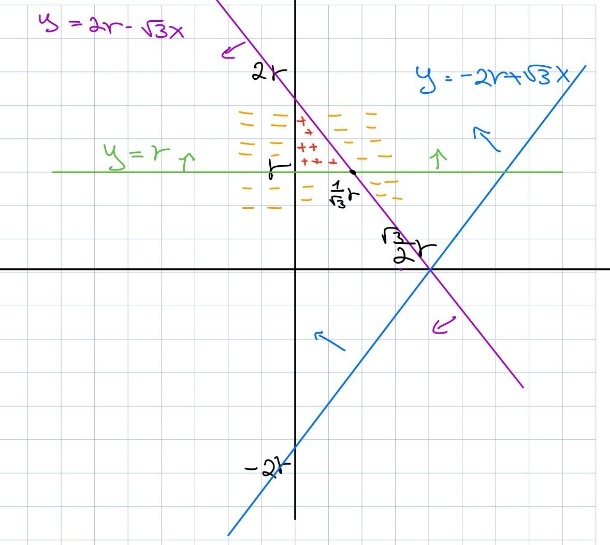 y = 2r - √3x
2r
y = -2r+√3x
y = r ↑
r
1/√3 r
√3/2 r
-2r